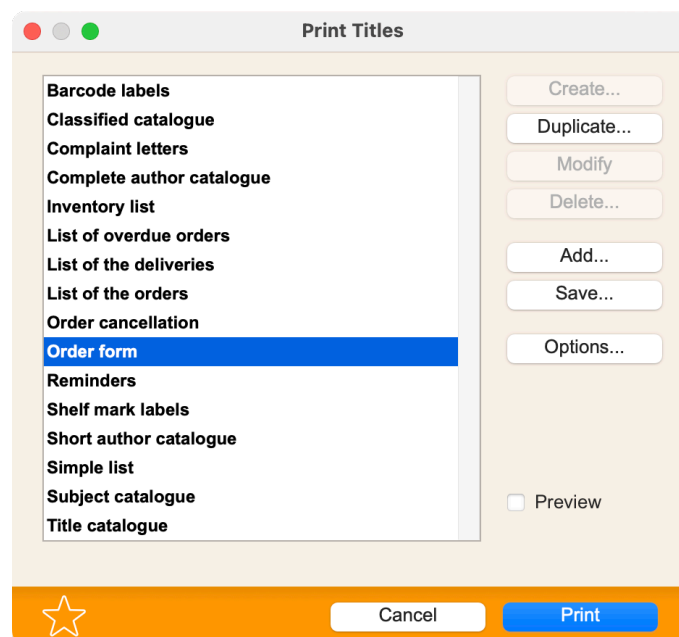 Print Titles
Barcode labels
Classified catalogue
Complaint letters
Complete author catalogue
Inventory list
List of overdue orders
List of the deliveries
List of the orders
Order cancellation
Order form
Reminders
Shelf mark labels
Short author catalogue
Simple list
Subject catalogue
Title catalogue
Create...
Duplicate...
Modify
Delete...
Add...
Save...
Options...
Preview
Cancel
Print